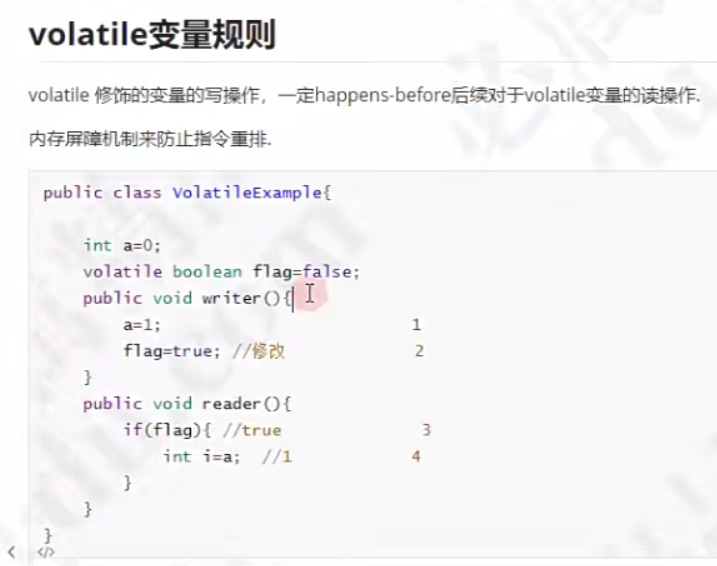 volatile变量规则
volatile 修饰的变量的写操作，一定happens-before后续对于volatile变量的读操作.
内存屏障机制来防止指令重排.
public class VolatileExample{
int a=0;
volatile boolean flag=false;
public void writer(){
a=1; 1
flag=true; //修改 2
}
public void reader(){
if(flag){ //true 3
int i=a; //1 4
}
}
}